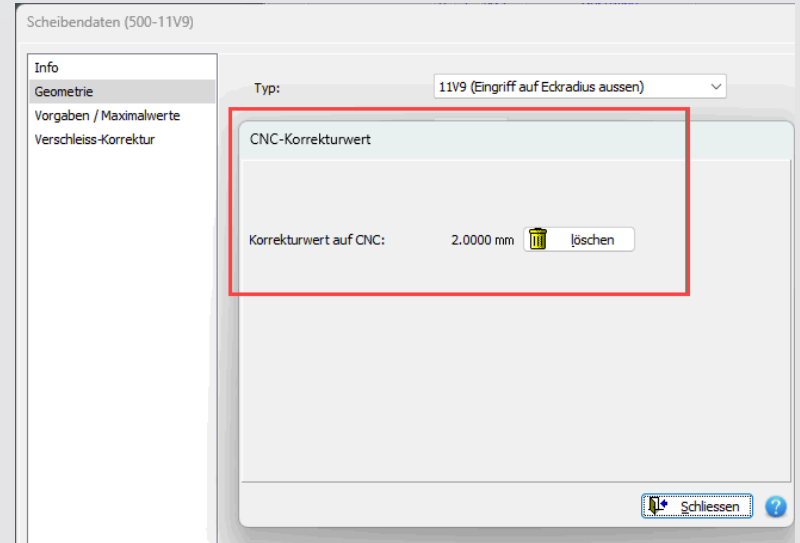 Scheibendaten (500-11V9)
Info
Geometrie
Vorgaben / Maximalwerte
Verschleiss-Korrektur
Typ:
11V9 (Eingriff auf Eckradius aussen)
CNC-Korrekturwert
Korrekturwert auf CNC:
2.0000 mm
löschen
Schliessen
?